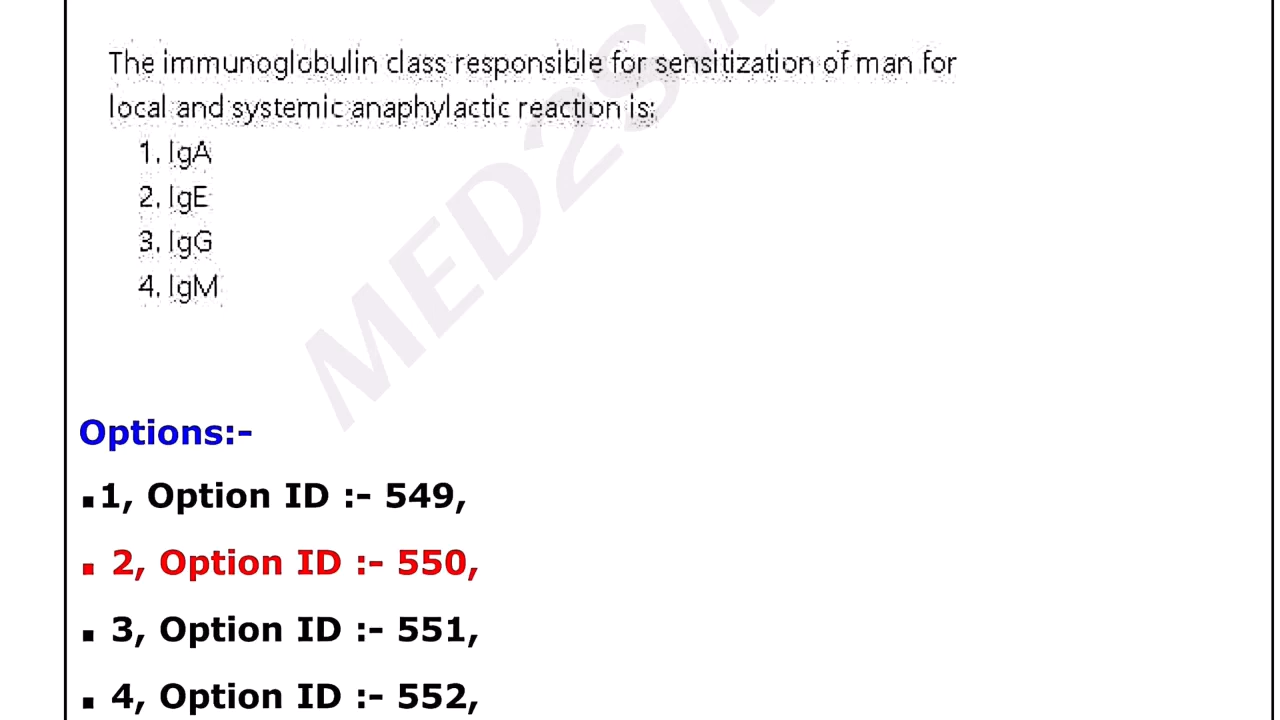 The immunoglobulin class responsible for sensitization of man for
local and systemic anaphylactic reaction is:
1. IgA
2. IgE
3. IgG
4. IgM
MED2SIM
Options:-
1, Option ID :- 549,
2, Option ID :- 550,
3, Option ID :- 551,
4, Option ID :- 552,